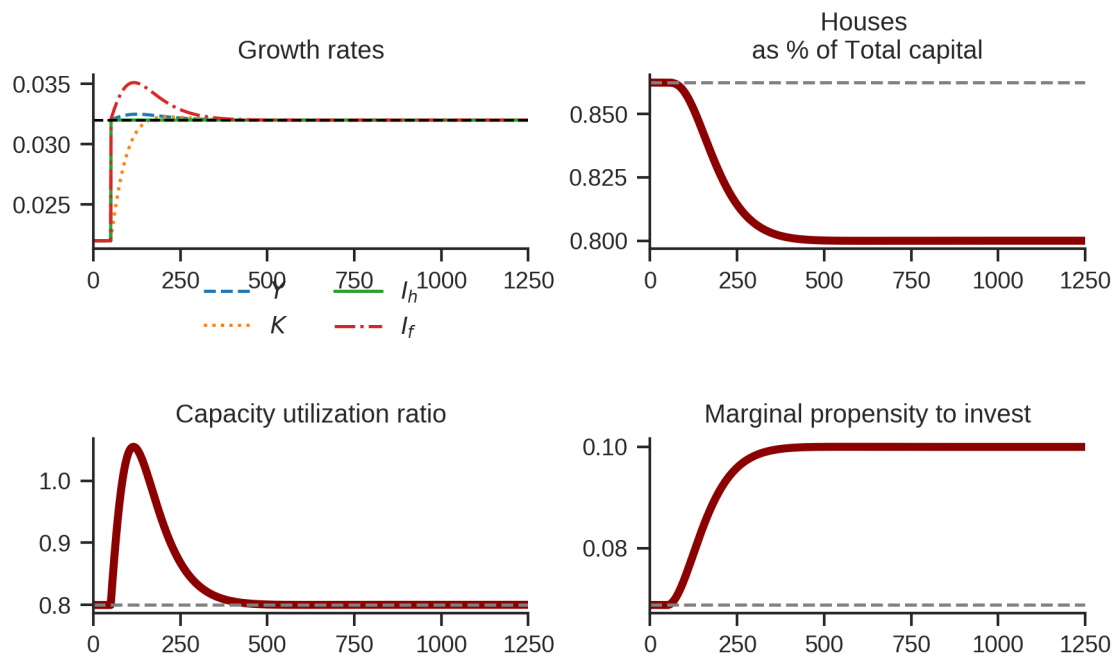 Growth rates
0.035
0.030
0.025
0 250 500 750 1000 1250
Y I_h
K I_f
Houses
as % of Total capital
0.850
0.825
0.800
0 250 500 750 1000 1250
Capacity utilization ratio
1.0
0.9
0.8
0 250 500 750 1000 1250
Marginal propensity to invest
0.10
0.08
0 250 500 750 1000 1250